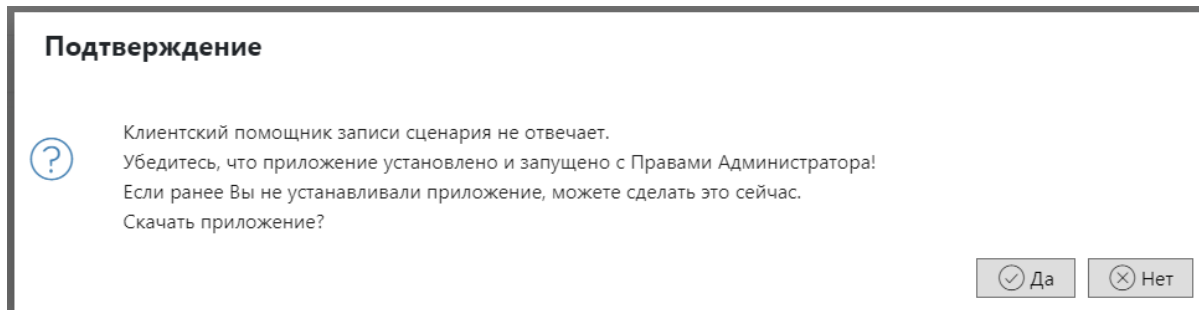 Подтверждение
Клиентский помощник записи сценария не отвечает.
Убедитесь, что приложение установлено и запущено с Правами Администратора!
Если ранее Вы не устанавливали приложение, можете сделать это сейчас.
Скачать приложение?
Да Нет